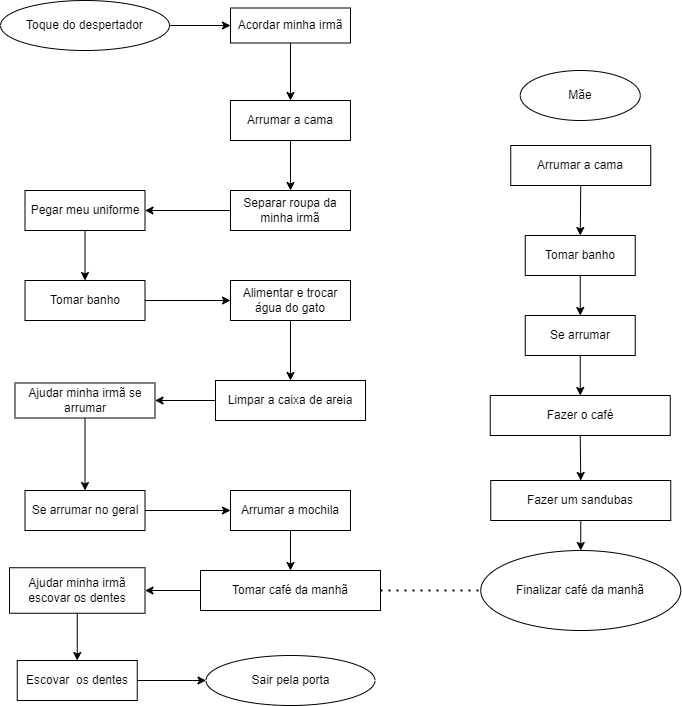 Toque do despertador
Acordar minha irmã
Arrumar a cama
Separar roupa da
minha irmã
Pegar meu uniforme
Tomar banho
Alimentar e trocar
água do gato
Limpar a caixa de areia
Ajudar minha irmã se
arrumar
Se arrumar no geral
Arrumar a mochila
Tomar café da manhã
Ajudar minha irmã
escovar os dentes
Escovar os dentes
Sair pela porta
Mãe
Arrumar a cama
Tomar banho
Se arrumar
Fazer o café
Fazer um sandubas
Finalizar café da manhã